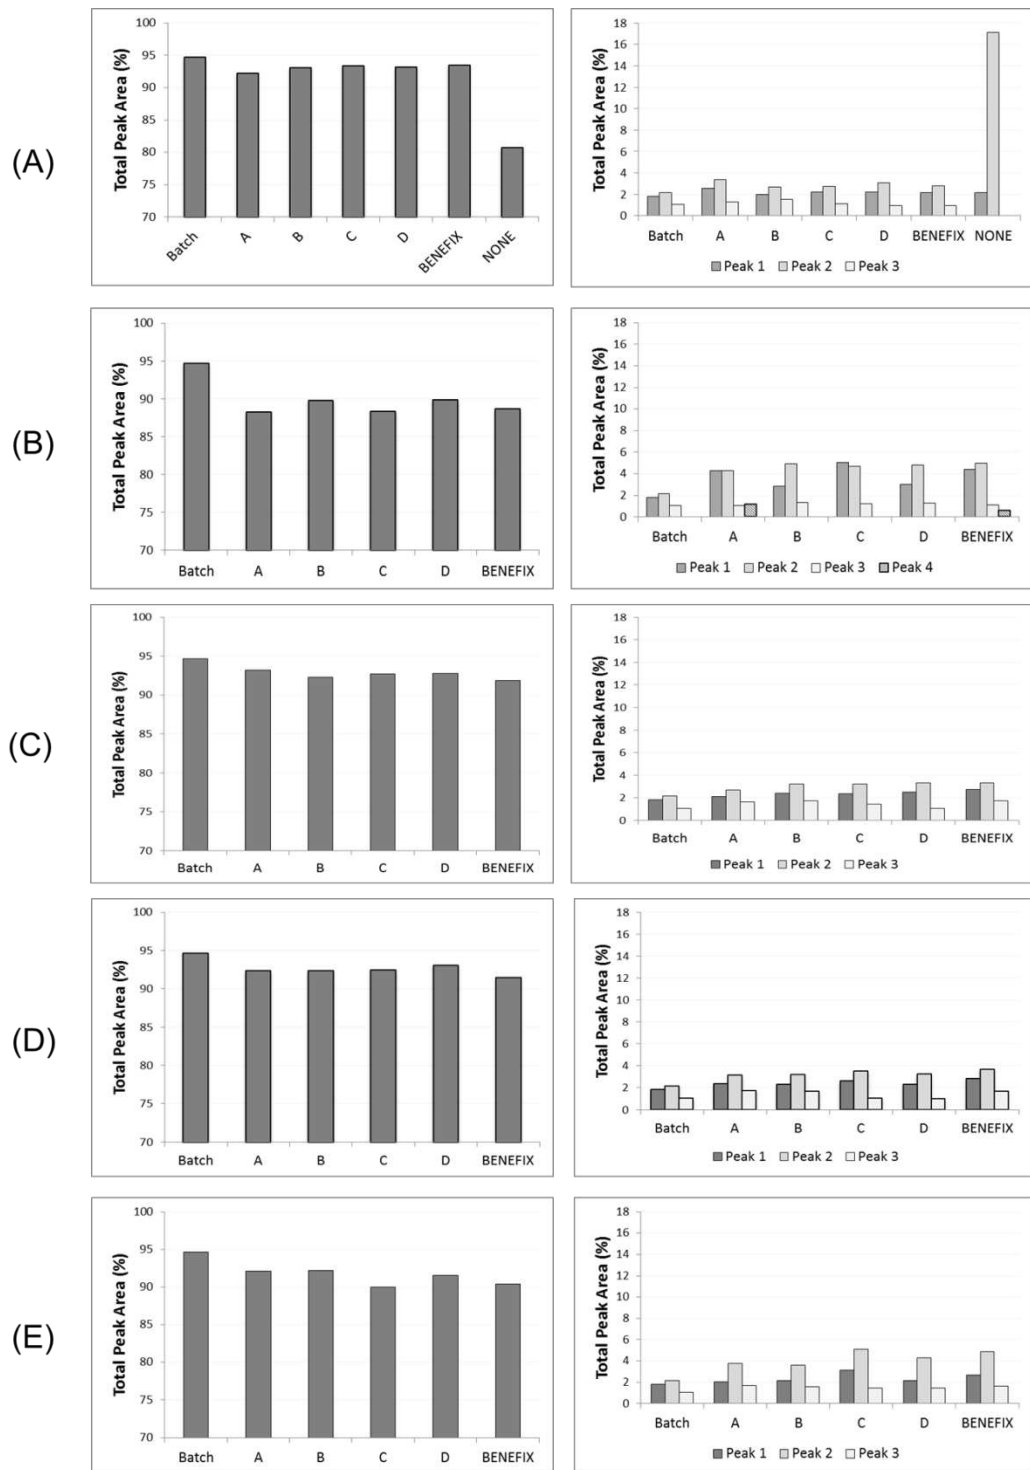 (A)
Total Peak Area (%)
100
95
90
85
80
75
70
Batch A B C D BENEFIX NONE
Total Peak Area (%)
18
16
14
12
10
8
6
4
2
0
Batch A B C D BENEFIX NONE
Peak 1 Peak 2 Peak 3
(B)
Total Peak Area (%)
100
95
90
85
80
75
70
Batch A B C D BENEFIX
Total Peak Area (%)
18
16
14
12
10
8
6
4
2
0
Batch A B C D BENEFIX
Peak 1 Peak 2 Peak 3 Peak 4
(C)
Total Peak Area (%)
100
95
90
85
80
75
70
Batch A B C D BENEFIX
Total Peak Area (%)
18
16
14
12
10
8
6
4
2
0
Batch A B C D BENEFIX
Peak 1 Peak 2 Peak 3
(D)
Total Peak Area (%)
100
95
90
85
80
75
70
Batch A B C D BENEFIX
Total Peak Area (%)
18
16
14
12
10
8
6
4
2
0
Batch A B C D BENEFIX
Peak 1 Peak 2 Peak 3
(E)
Total Peak Area (%)
100
95
90
85
80
75
70
Batch A B C D BENEFIX
Total Peak Area (%)
18
16
14
12
10
8
6
4
2
0
Batch A B C D BENEFIX
Peak 1 Peak 2 Peak 3